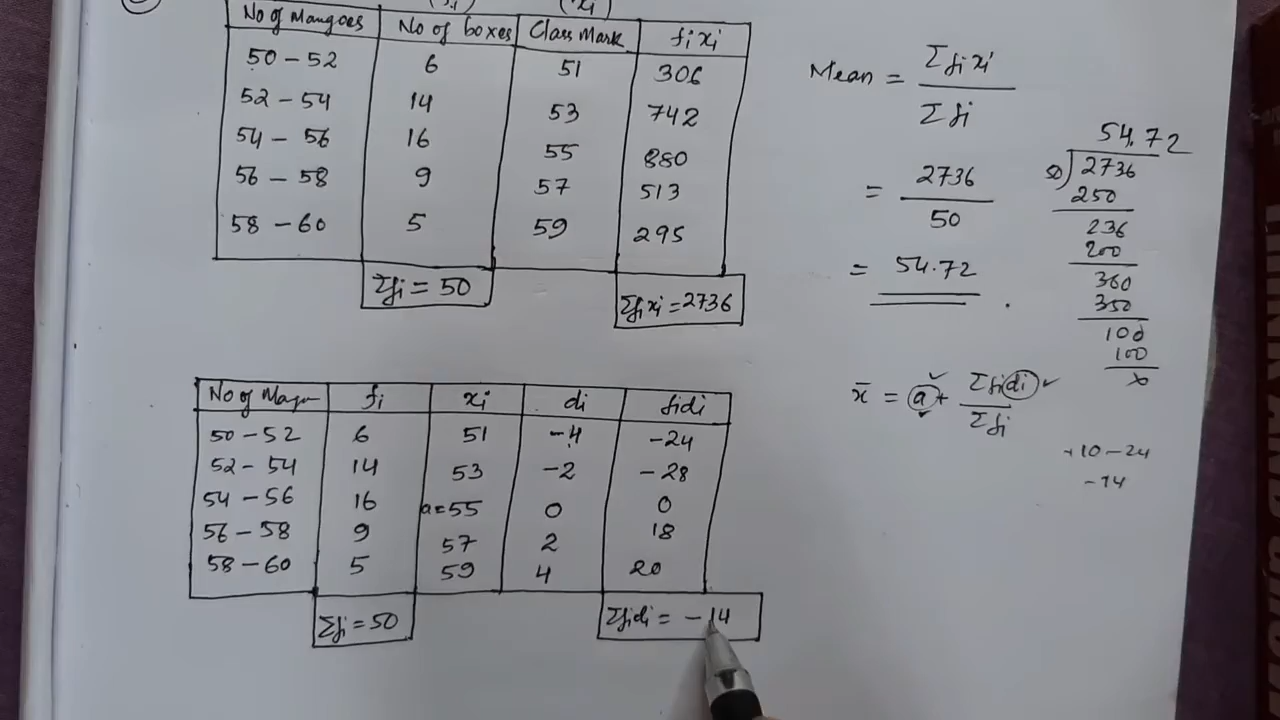 (xi)
No of Mangoes No of boxes Class Mark fixi
50 – 52 6 51 306
52 – 54 14 53 742
54 – 56 16 55 880
56 – 58 9 57 513
58 – 60 5 59 295
Σfi = 50 Σfixi = 2736
Mean = Σfixi
Σfi
= 2736
50
= 54.72
54.72
50) 2736
250
236
200
360
350
100
100
x
No of Mago fi xi di fidi
50 – 52 6 51 –4 –24
52 – 54 14 53 –2 –28
54 – 56 16 a = 55 0 0
56 – 58 9 57 2 18
58 – 60 5 59 4 20
Σfi = 50 Σfidi = –14
x̄ = a + Σfidi
Σfi
+10 – 24
–14